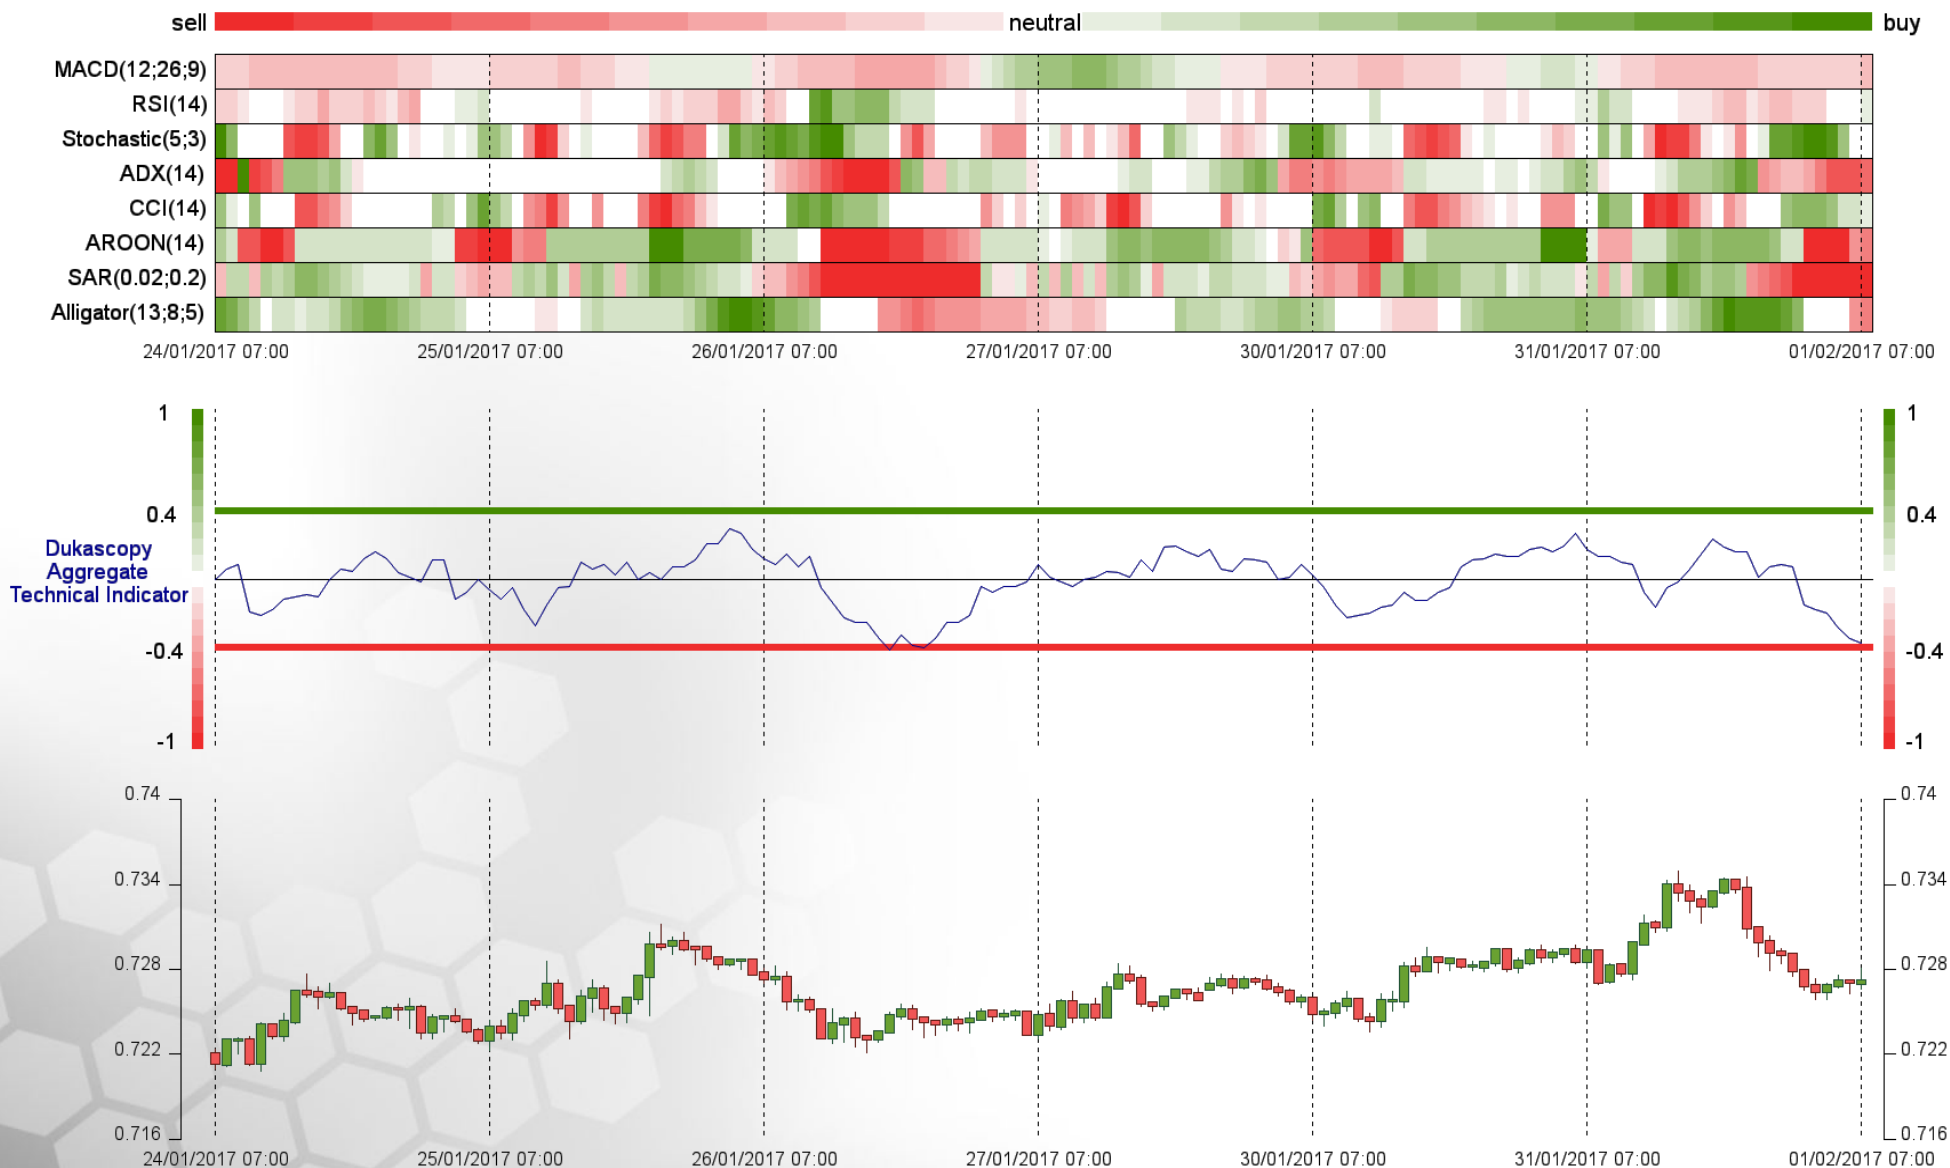 sell neutral buy
MACD(12;26;9)
RSI(14)
Stochastic(5;3)
ADX(14)
CCI(14)
AROON(14)
SAR(0.02;0.2)
Alligator(13;8;5)
24/01/2017 07:00 25/01/2017 07:00 26/01/2017 07:00 27/01/2017 07:00 30/01/2017 07:00 31/01/2017 07:00 01/02/2017 07:00
1 1
0.4 0.4
Dukascopy
Aggregate
Technical Indicator
-0.4 -0.4
-1 -1
0.74 0.74
0.734 0.734
0.728 0.728
0.722 0.722
0.716 0.716
24/01/2017 07:00 25/01/2017 07:00 26/01/2017 07:00 27/01/2017 07:00 30/01/2017 07:00 31/01/2017 07:00 01/02/2017 07:00